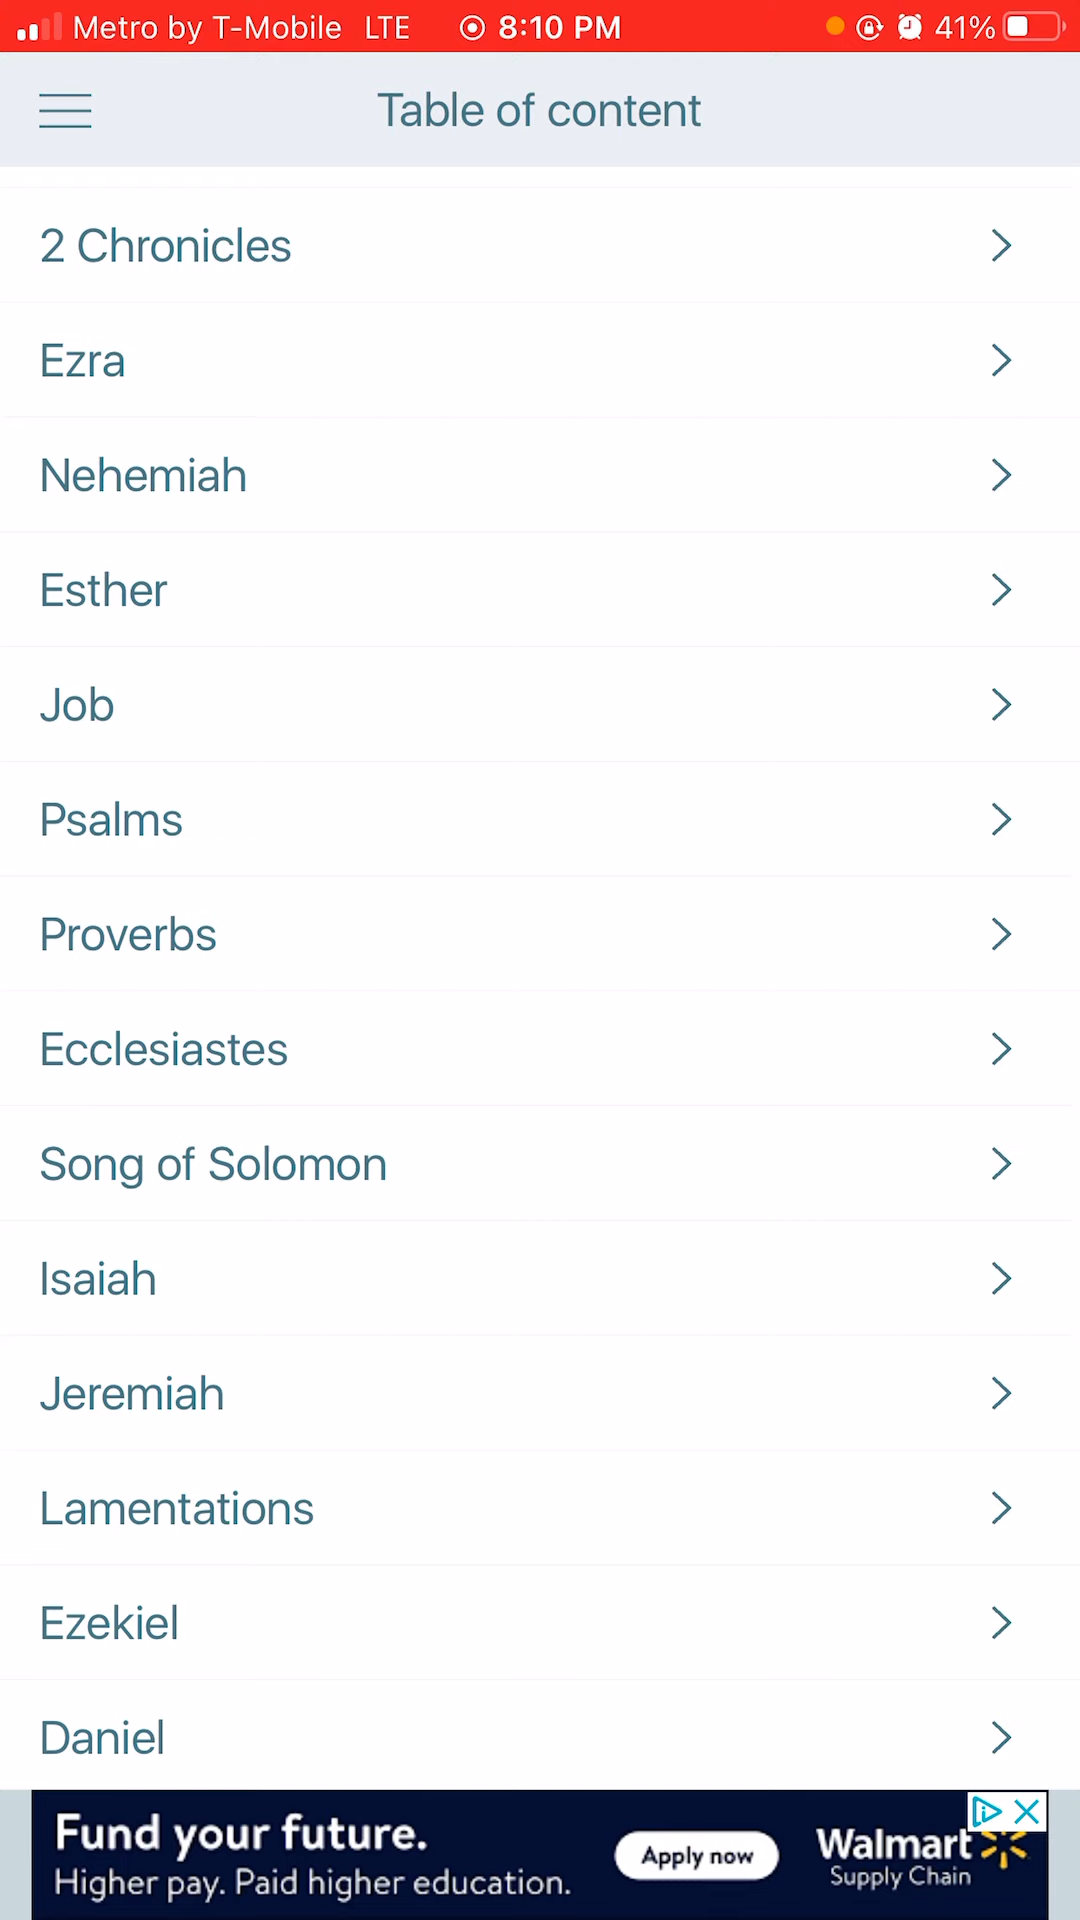 Metro by T-Mobile LTE 8:10 PM 41%
Table of content
2 Chronicles
Ezra
Nehemiah
Esther
Job
Psalms
Proverbs
Ecclesiastes
Song of Solomon
Isaiah
Jeremiah
Lamentations
Ezekiel
Daniel
Fund your future.
Higher pay. Paid higher education.
Apply now
Walmart
Supply Chain